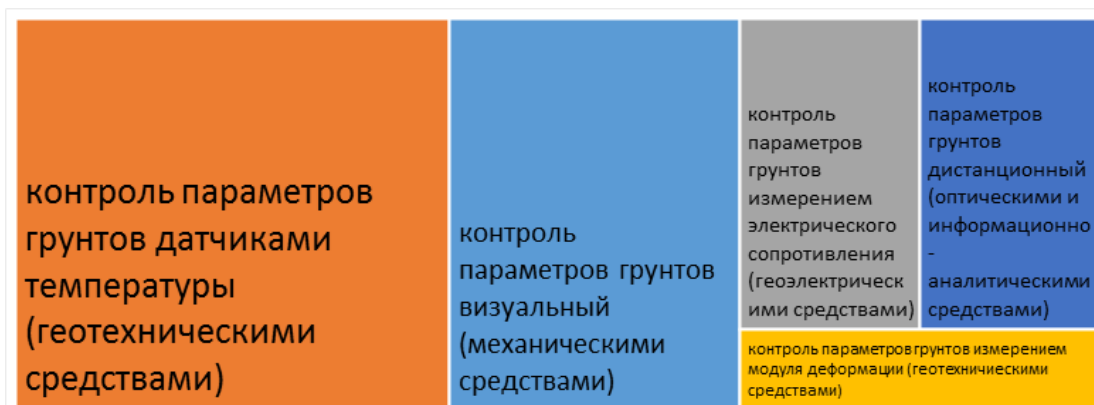 контроль параметров
грунтов датчиками
температуры
(геотехническими
средствами)
контроль
параметров грунтов
визуальный
(механическими
средствами)
контроль
параметров
грунтов
измерением
электрического
сопротивления
(геоэлектрическ
ими средствами)
контроль
параметров
грунтов
дистанционный
(оптическими и
информационно
-
аналитическими
средствами)
контроль параметров грунтов измерением
модуля деформации (геотехничическими
средствами)